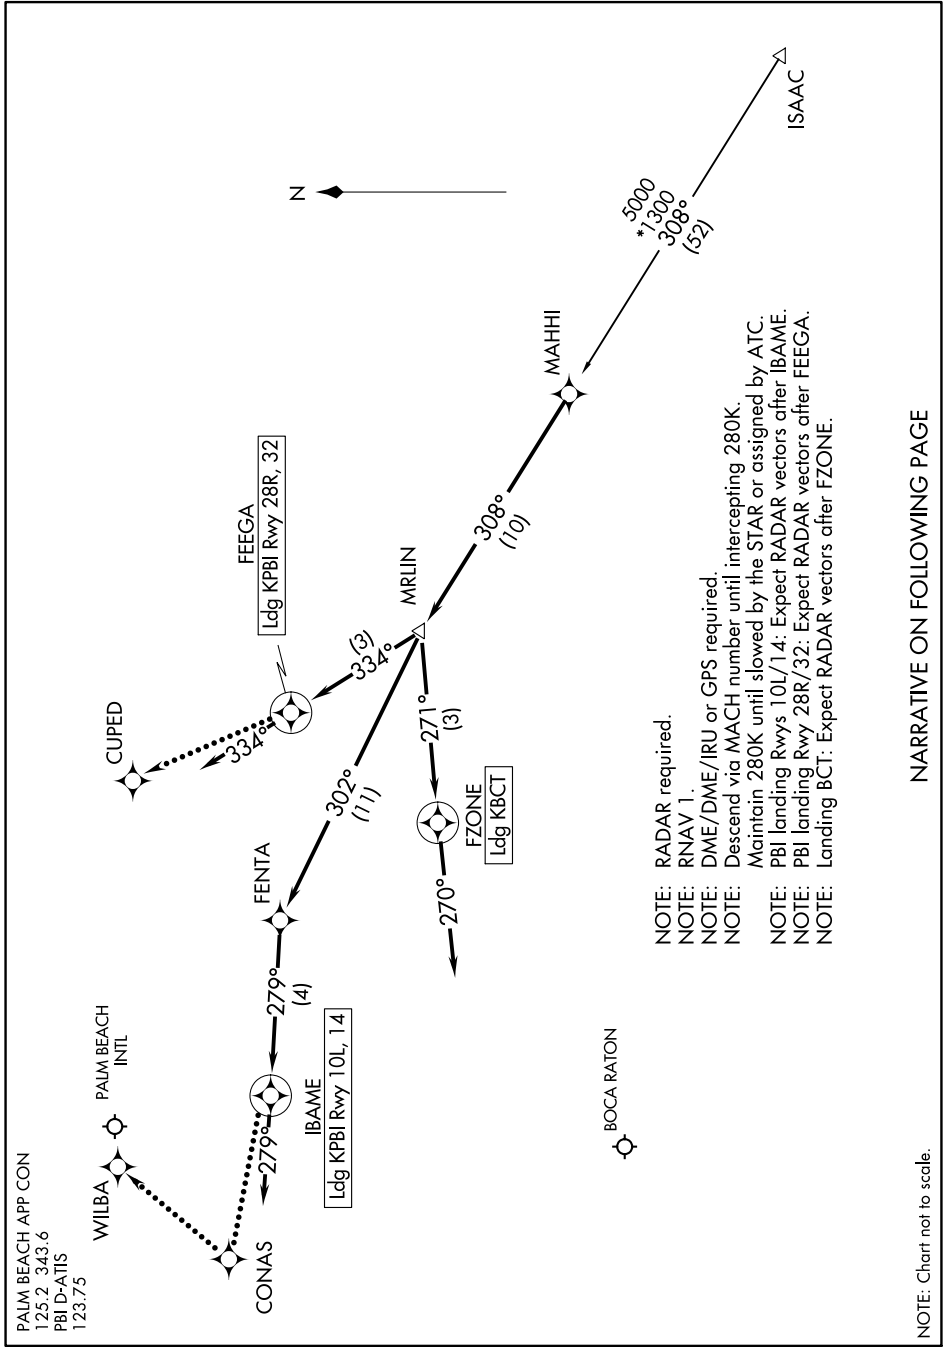 PALM BEACH APP CON
125.2 343.6
PBI D-ATIS
123.75
WILBA
PALM BEACH
INTL
CONAS
279°
IBAME
Ldg KPBI Rwy 10L, 14
279°
(4)
FENTA
CUPED
334°
FEEGA
Ldg KPBI Rwy 28R, 32
334°
(3)
302°
(11)
MRLIN
271°
(3)
FZONE
Ldg KBCT
270°
308°
(10)
MAHHI
N
5000
*1300
308°
(52)
ISAAC
BOCA RATON
NOTE: RADAR required.
NOTE: RNAV 1.
NOTE: DME/DME/IRU or GPS required.
NOTE: Descend via MACH number until intercepting 280K.
Maintain 280K until slowed by the STAR or assigned by ATC.
NOTE: PBI landing Rwys 10L/14: Expect RADAR vectors after IBAME.
NOTE: PBI landing Rwy 28R/32: Expect RADAR vectors after FEEGA.
NOTE: Landing BCT: Expect RADAR vectors after FZONE.
NARRATIVE ON FOLLOWING PAGE
NOTE: Chart not to scale.